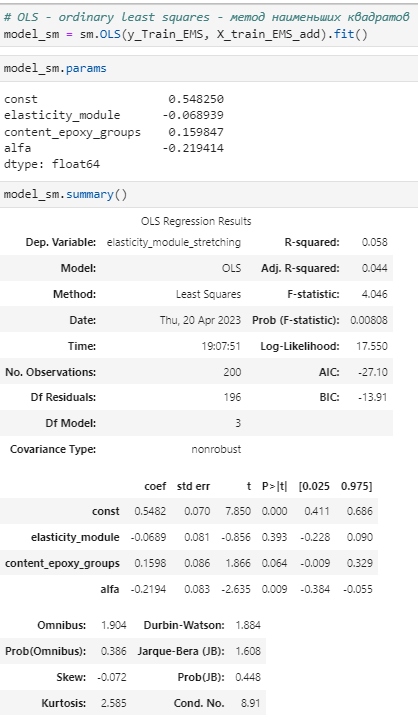 # OLS - ordinary least squares - метод наименьших квадратов
model_sm = sm.OLS(y_Train_EMS, X_train_EMS_add).fit()
model_sm.params
const 0.548250
elasticity_module -0.068939
content_epoxy_groups 0.159847
alfa -0.219414
dtype: float64
model_sm.summary()
OLS Regression Results
Dep. Variable: elasticity_module_stretching R-squared: 0.058
Model: OLS Adj. R-squared: 0.044
Method: Least Squares F-statistic: 4.046
Date: Thu, 20 Apr 2023 Prob (F-statistic): 0.00808
Time: 19:07:51 Log-Likelihood: 17.550
No. Observations: 200 AIC: -27.10
Df Residuals: 196 BIC: -13.91
Df Model: 3
Covariance Type: nonrobust
coef std err t P>|t| [0.025 0.975]
const 0.5482 0.070 7.850 0.000 0.411 0.686
elasticity_module -0.0689 0.081 -0.856 0.393 -0.228 0.090
content_epoxy_groups 0.1598 0.086 1.866 0.064 -0.009 0.329
alfa -0.2194 0.083 -2.635 0.009 -0.384 -0.055
Omnibus: 1.904 Durbin-Watson: 1.884
Prob(Omnibus): 0.386 Jarque-Bera (JB): 1.608
Skew: -0.072 Prob(JB): 0.448
Kurtosis: 2.585 Cond. No. 8.91